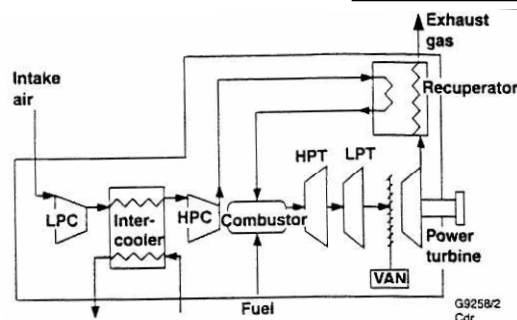 Exhaust
gas
Intake
air
Recuperator
HPT
LPT
LPC
Inter-
cooler
HPC
Combustor
Power
turbine
VAN
Fuel
G9258/2
Cdr